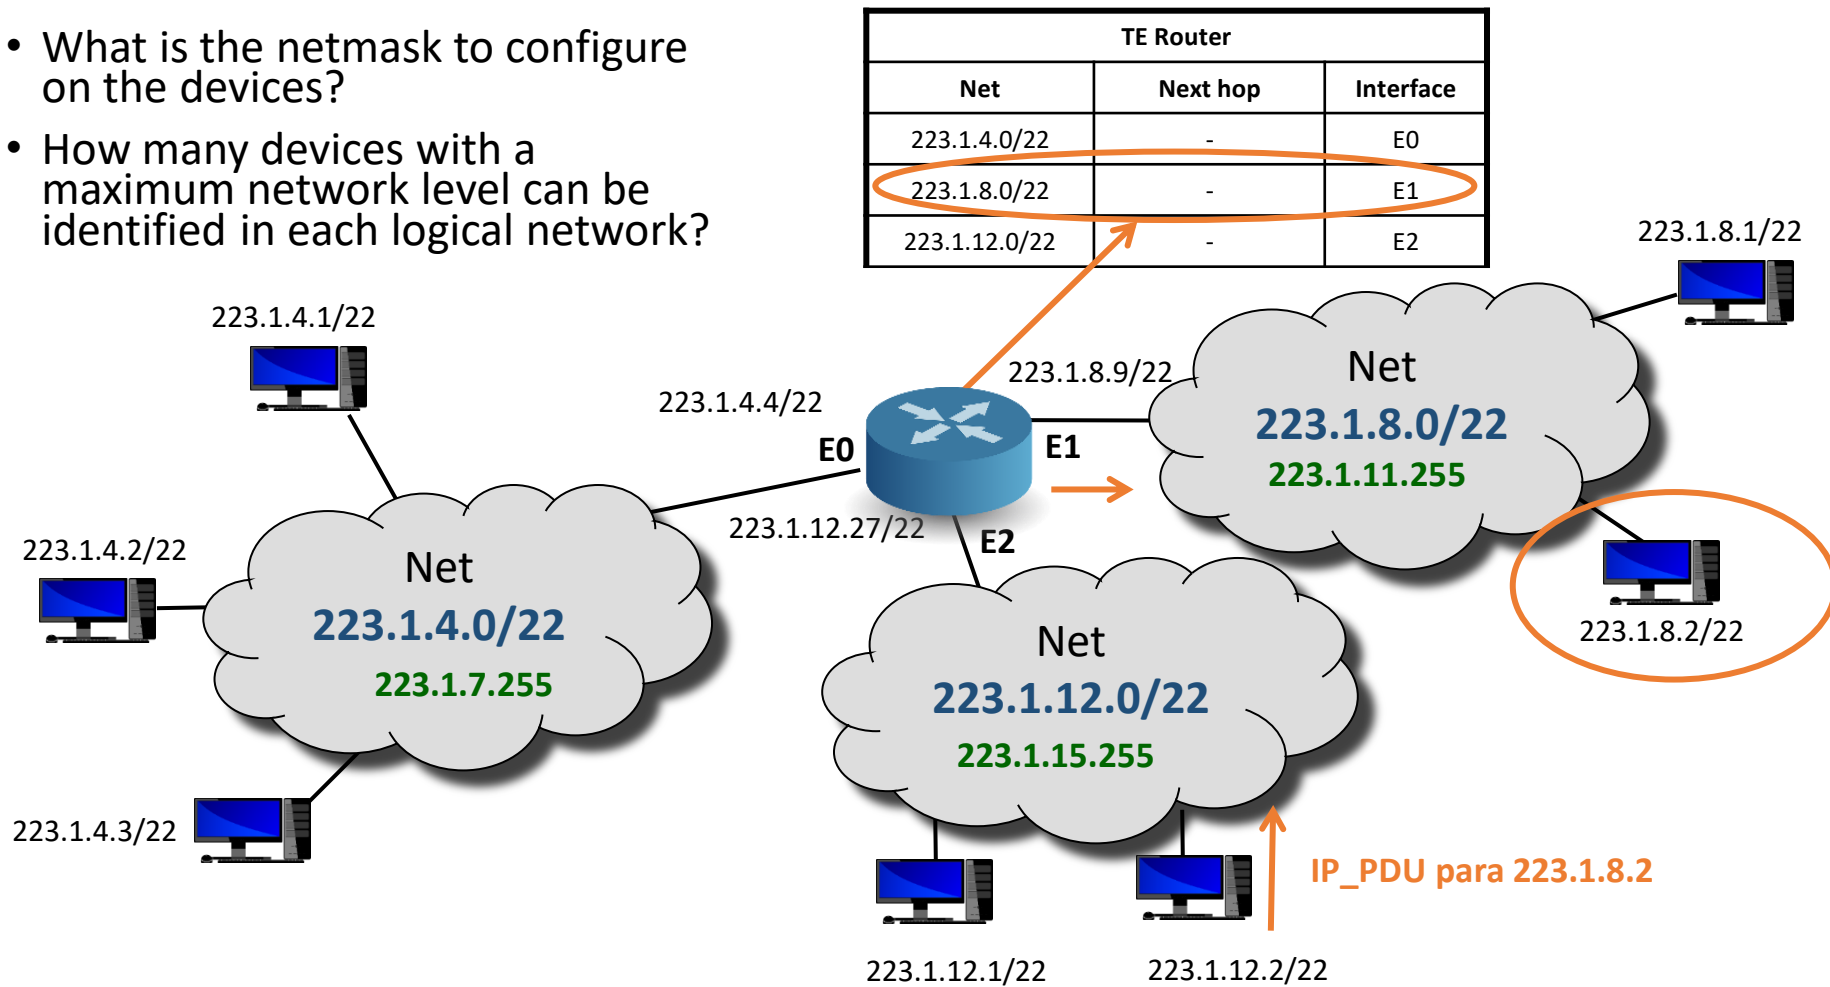 • What is the netmask to configure
on the devices?
• How many devices with a
maximum network level can be
identified in each logical network?
TE Router
Net Next hop Interface
223.1.4.0/22 - E0
223.1.8.0/22 - E1
223.1.12.0/22 - E2
223.1.8.1/22
223.1.4.1/22
223.1.4.4/22
223.1.8.9/22
Net
223.1.8.0/22
223.1.11.255
E0
E1
223.1.12.27/22
E2
223.1.4.2/22
Net
223.1.4.0/22
223.1.7.255
Net
223.1.12.0/22
223.1.15.255
223.1.8.2/22
223.1.4.3/22
IP_PDU para 223.1.8.2
223.1.12.1/22
223.1.12.2/22